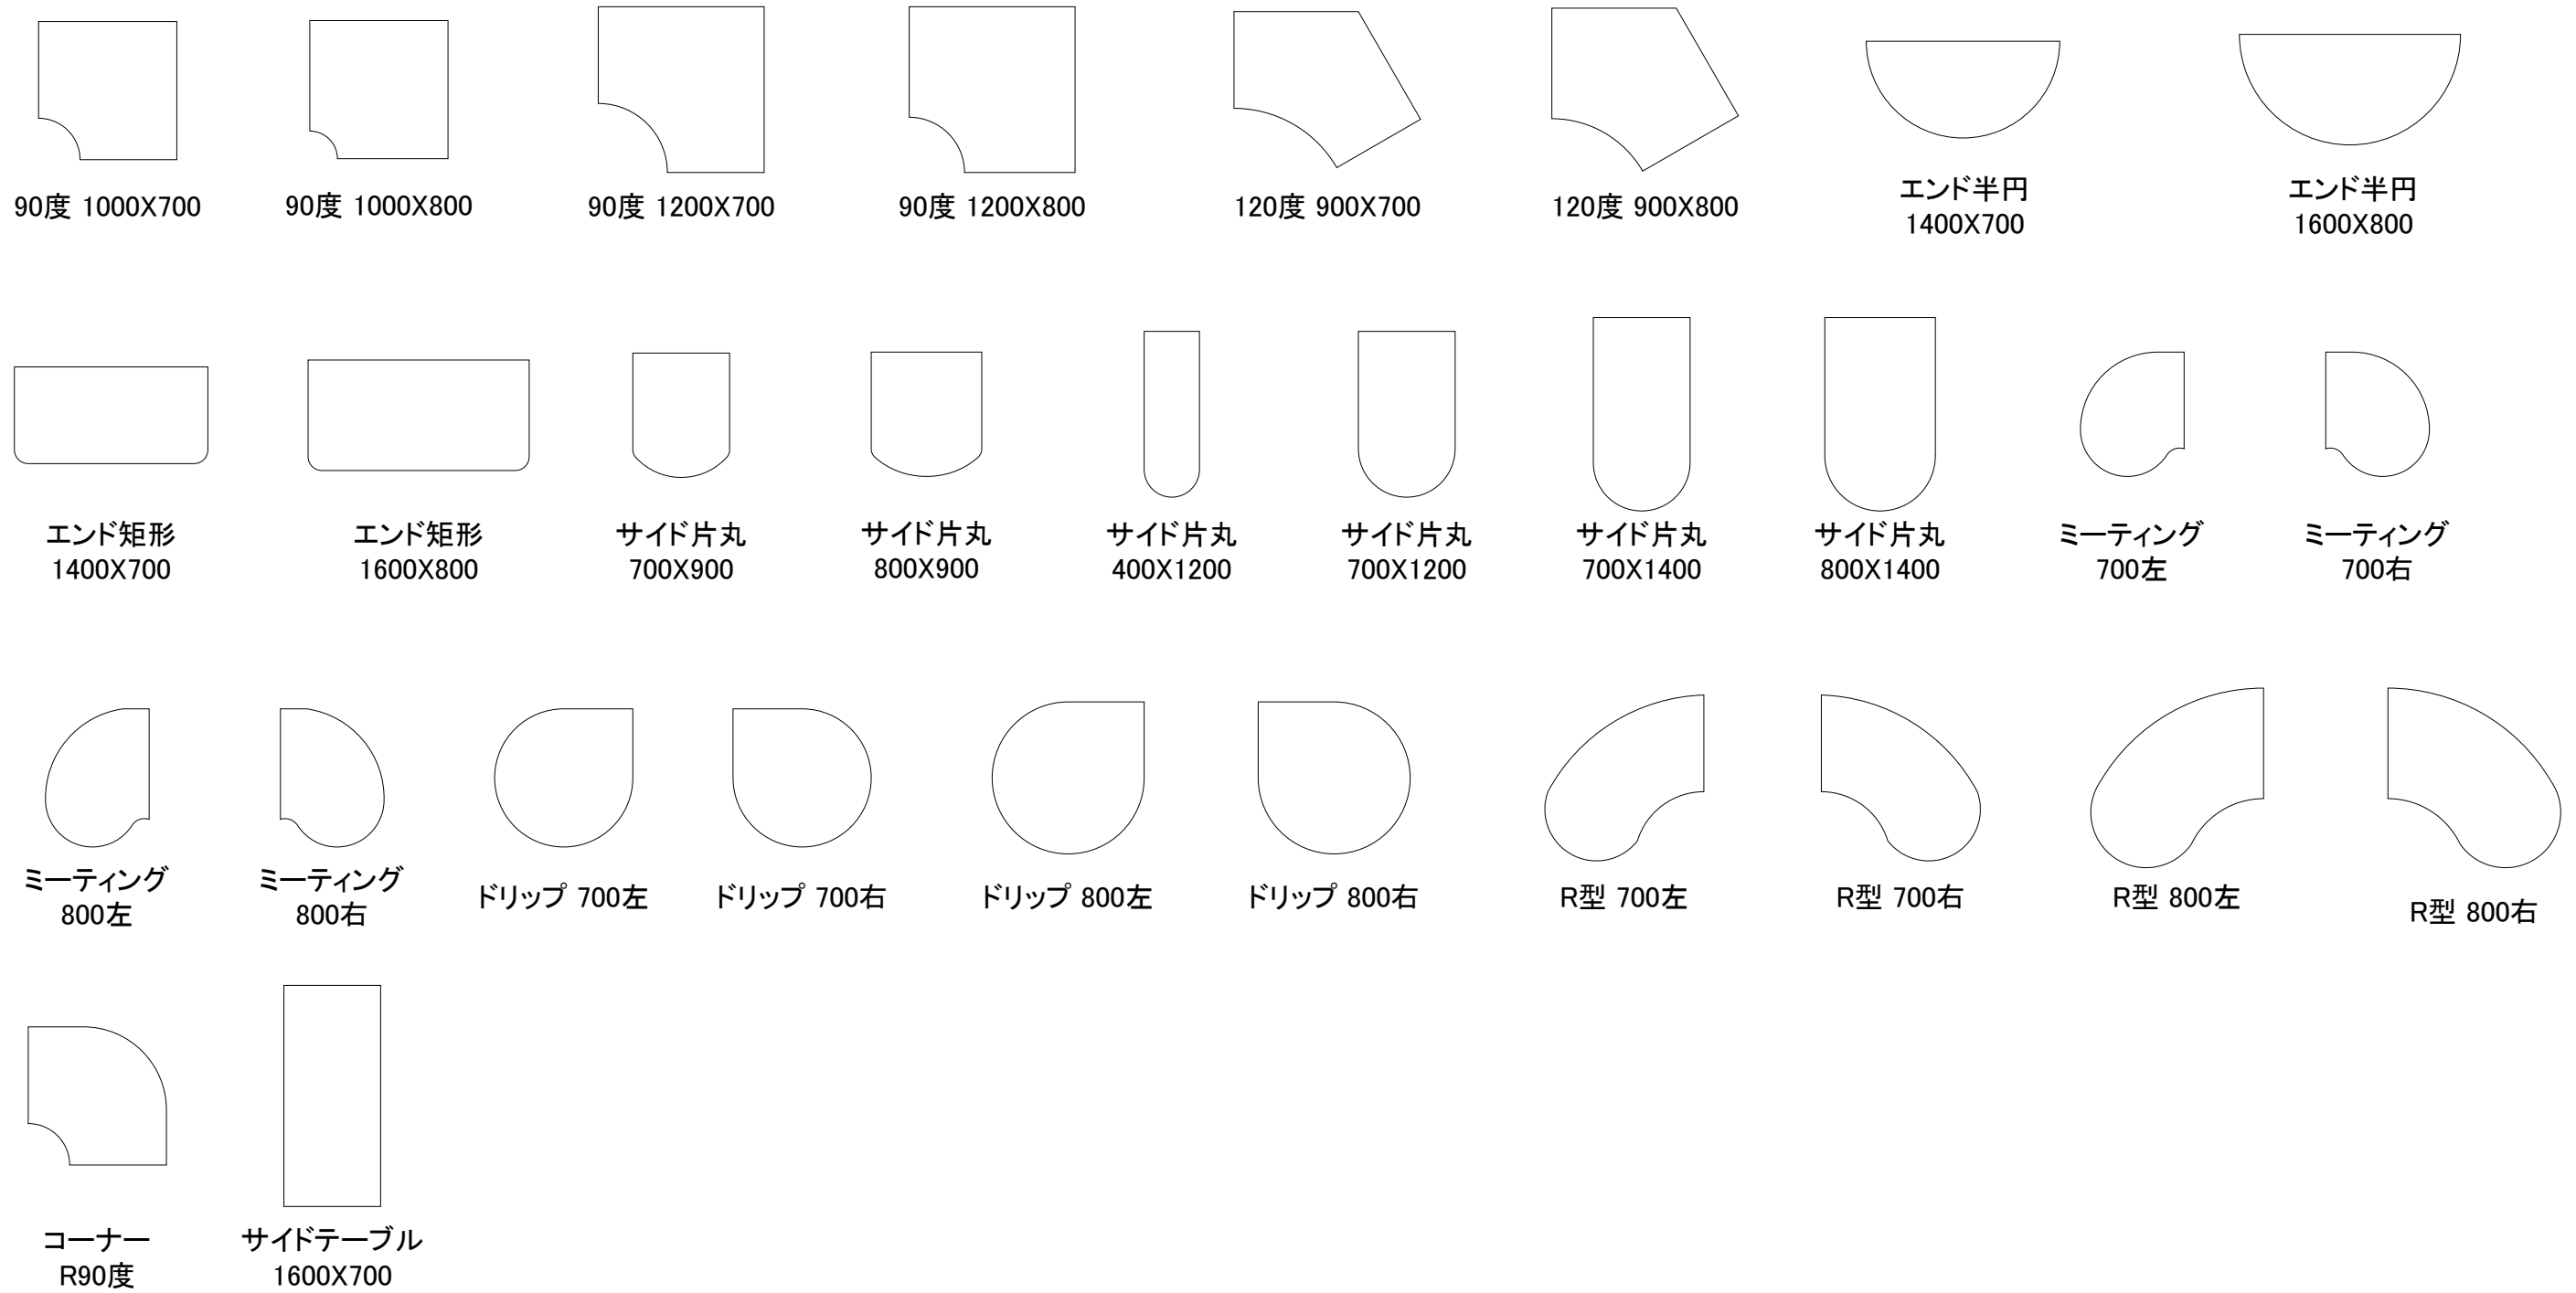 90度 1000X700
90度 1000X800
90度 1200X700
90度 1200X800
120度 900X700
120度 900X800
エンド半円
1400X700
エンド半円
1600X800
エンド矩形
1400X700
エンド矩形
1600X800
サイド片丸
700X900
サイド片丸
800X900
サイド片丸
400X1200
サイド片丸
700X1200
サイド片丸
700X1400
サイド片丸
800X1400
ミーティング
700左
ミーティング
700右
ミーティング
800左
ミーティング
800右
ドリップ 700左
ドリップ 700右
ドリップ 800左
ドリップ 800右
R型 700左
R型 700右
R型 800左
R型 800右
コーナー
R90度
サイドテーブル
1600X700